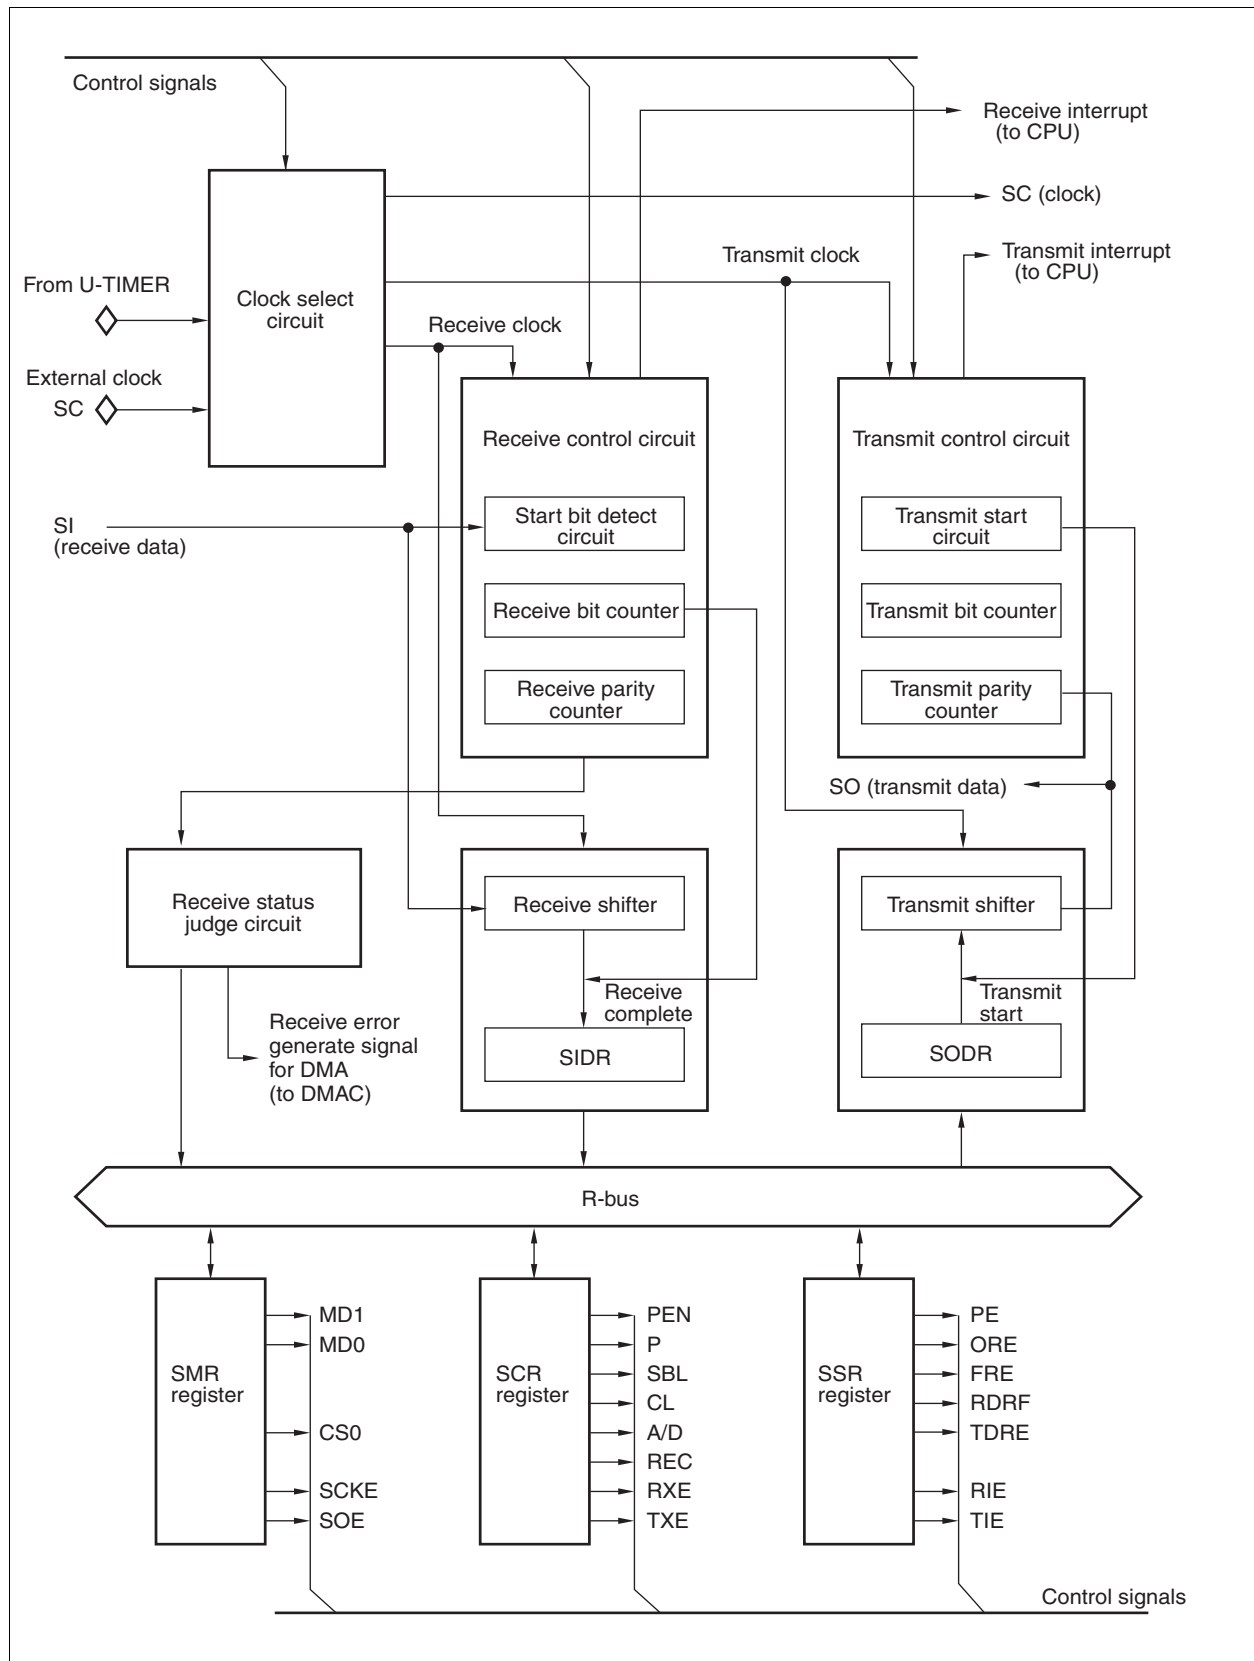 Control signals
Receive interrupt
(to CPU)
SC (clock)
Transmit clock
Transmit interrupt
(to CPU)
From U-TIMER
Clock select
circuit
Receive clock
External clock
SC
Receive control circuit
Transmit control circuit
SI
(receive data)
Start bit detect
circuit
Transmit start
circuit
Receive bit counter
Transmit bit counter
Receive parity
counter
Transmit parity
counter
SO (transmit data)
Receive status
judge circuit
Receive shifter
Transmit shifter
Receive
complete
Transmit
start
Receive error
generate signal
for DMA
(to DMAC)
SIDR
SODR
R-bus
SMR
register
MD1
MD0
CS0
SCKE
SOE
SCR
register
PEN
P
SBL
CL
A/D
REC
RXE
TXE
SSR
register
PE
ORE
FRE
RDRF
TDRE
RIE
TIE
Control signals